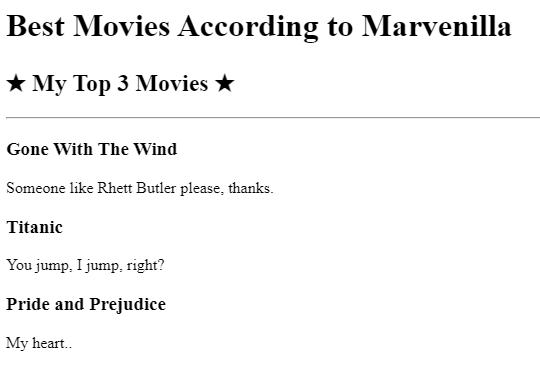 Best Movies According to Marvenilla
★ My Top 3 Movies ★
Gone With The Wind
Someone like Rhett Butler please, thanks.
Titanic
You jump, I jump, right?
Pride and Prejudice
My heart..